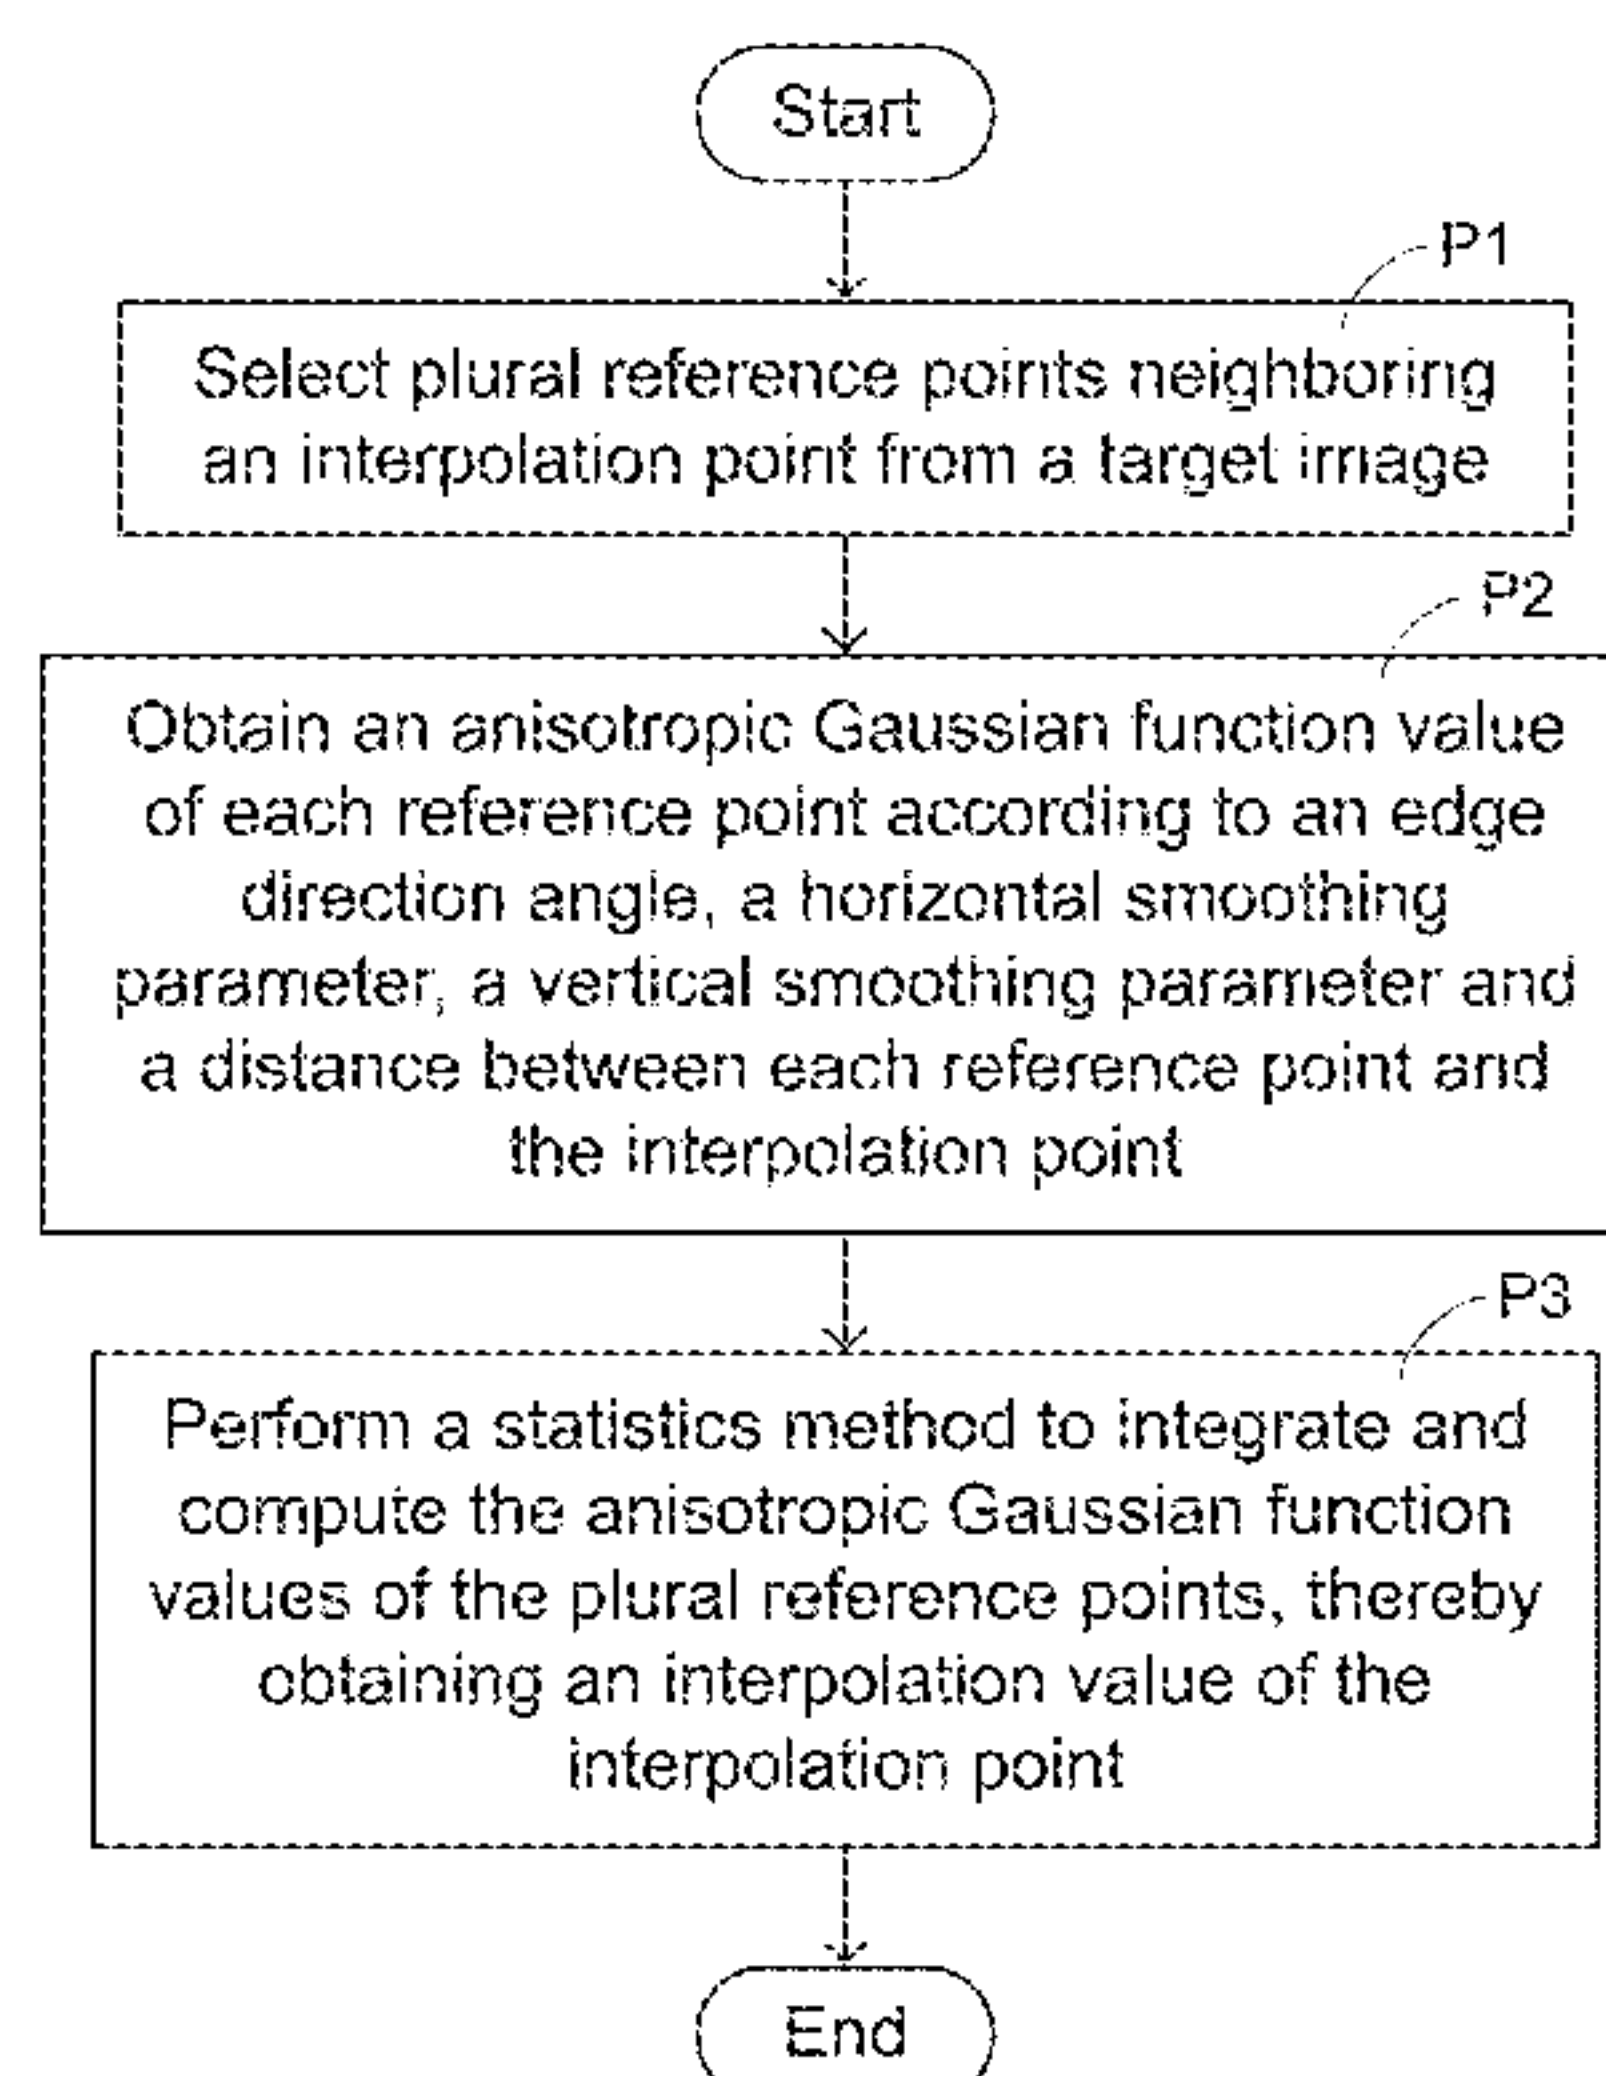 Start
P1
Select plural reference points neighboring
an interpolation point from a target image
P2
Obtain an anisotropic Gaussian function value
of each reference point according to an edge
direction angle, a horizontal smoothing
parameter, a vertical smoothing parameter and
a distance between each reference point and
the interpolation point
P3
Perform a statistics method to integrate and
compute the anisotropic Gaussian function
values of the plural reference points, thereby
obtaining an interpolation value of the
interpolation point
End